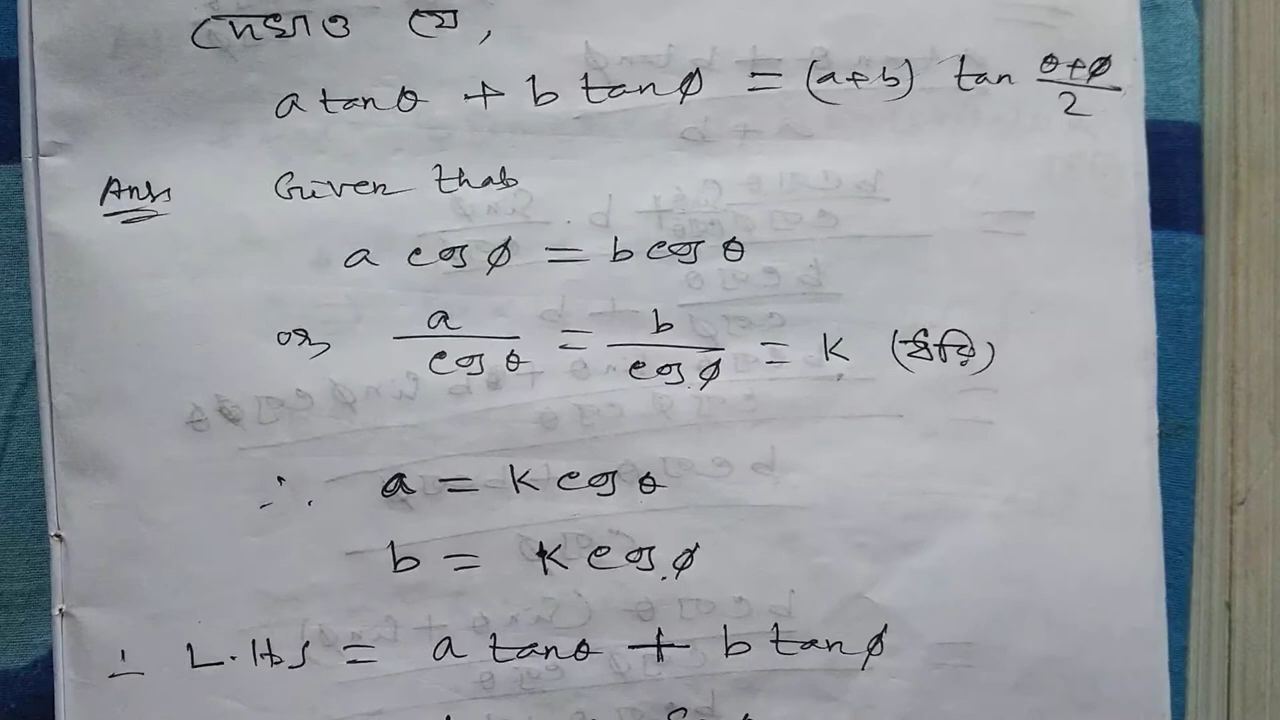 দেখাও যে,
a tanθ + b tanφ = (a+b) tan (θ+φ)/2
Ans Given that
a cosφ = b cosθ
or, a/cosθ = b/cosφ = K (ধরি)
∴ a = K cosθ
b = K cosφ
∴ L.H.S = a tanθ + b tanφ